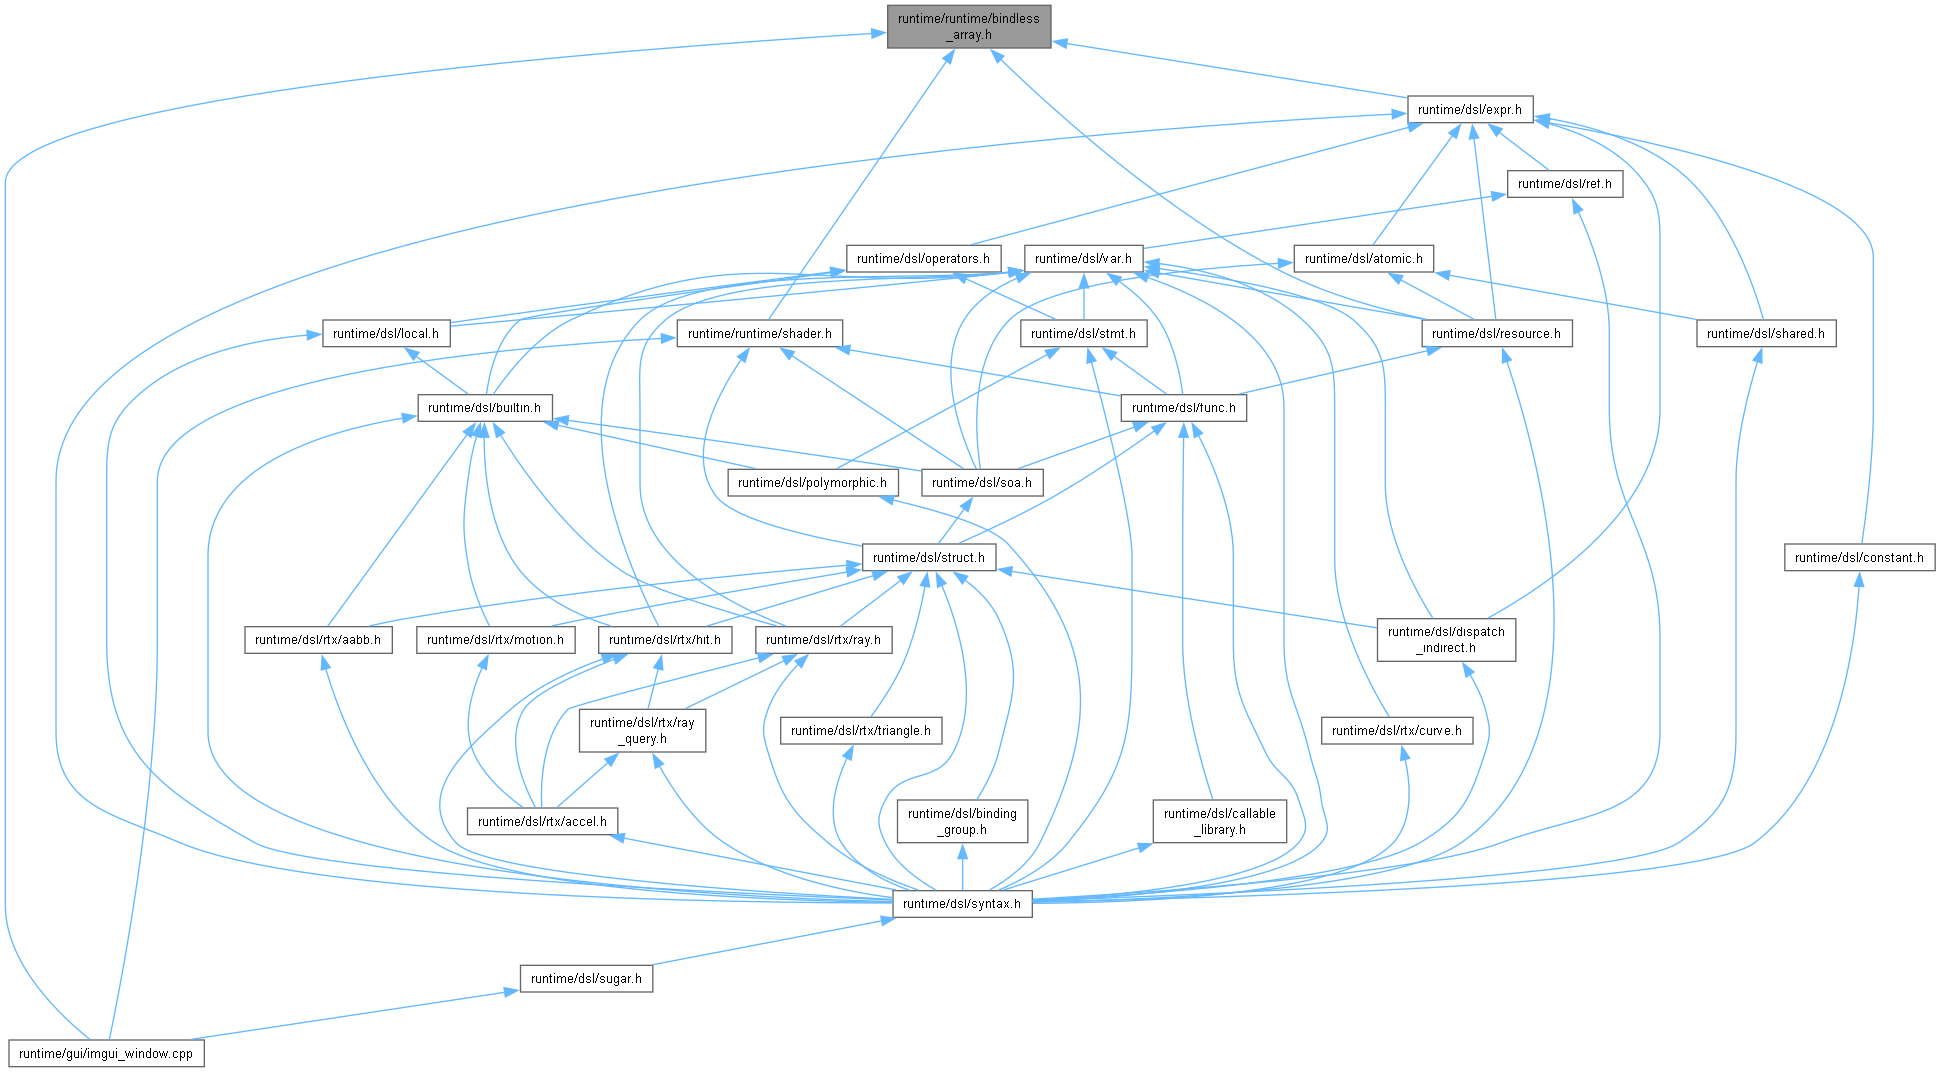 runtime/runtime/bindless
_array.h
runtime/dsl/expr.h
runtime/dsl/ref.h
runtime/dsl/operators.h
runtime/dsl/var.h
runtime/dsl/atomic.h
runtime/dsl/local.h
runtime/runtime/shader.h
runtime/dsl/stmt.h
runtime/dsl/resource.h
runtime/dsl/shared.h
runtime/dsl/builtin.h
runtime/dsl/func.h
runtime/dsl/polymorphic.h
runtime/dsl/soa.h
runtime/dsl/struct.h
runtime/dsl/constant.h
runtime/dsl/rtx/aabb.h
runtime/dsl/rtx/motion.h
runtime/dsl/rtx/hit.h
runtime/dsl/rtx/ray.h
runtime/dsl/dispatch
_indirect.h
runtime/dsl/rtx/ray
_query.h
runtime/dsl/rtx/triangle.h
runtime/dsl/rtx/curve.h
runtime/dsl/rtx/accel.h
runtime/dsl/binding
_group.h
runtime/dsl/callable
_library.h
runtime/dsl/syntax.h
runtime/dsl/sugar.h
runtime/gui/imgui_window.cpp